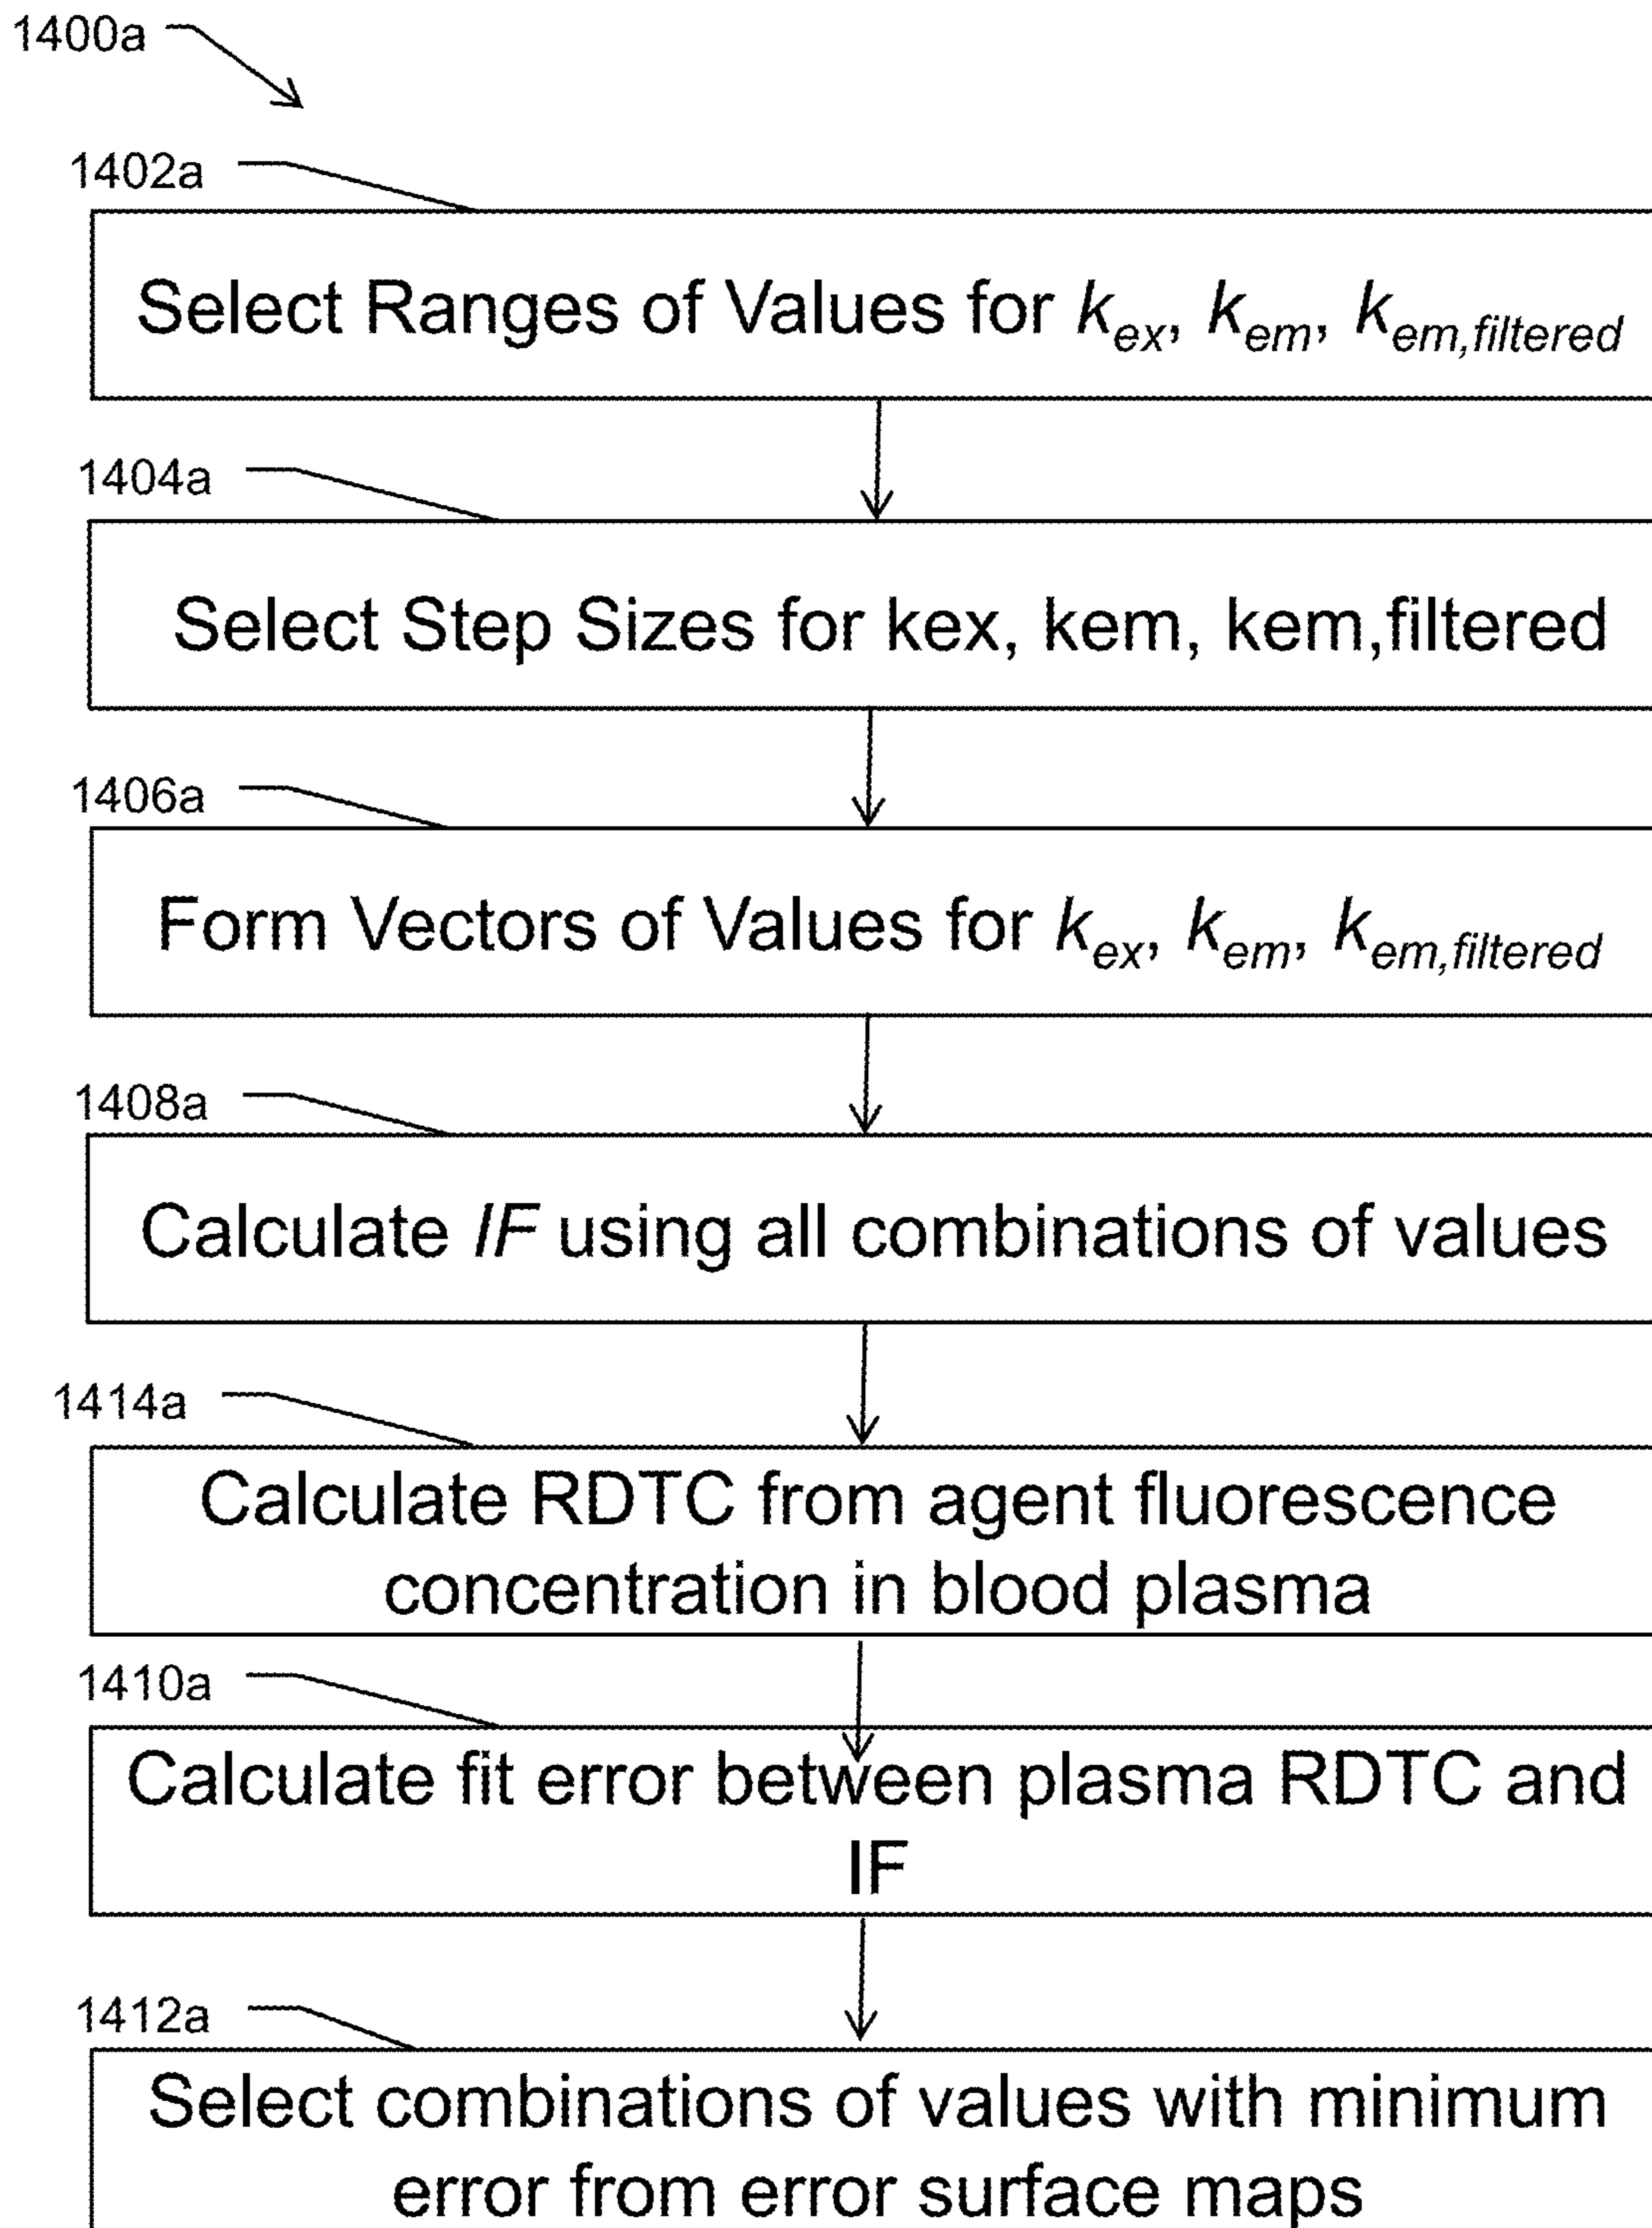 1400a
1402a
Select Ranges of Values for kex, kem, kem,filtered
1404a
Select Step Sizes for kex, kem, kem,filtered
1406a
Form Vectors of Values for kex, kem, kem,filtered
1408a
Calculate IF using all combinations of values
1414a
Calculate RDTC from agent fluorescence
concentration in blood plasma
1410a
Calculate fit error between plasma RDTC and
IF
1412a
Select combinations of values with minimum
error from error surface maps